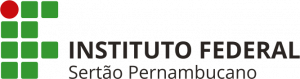 INSTITUTO FEDERAL
Sertão Pernambucano